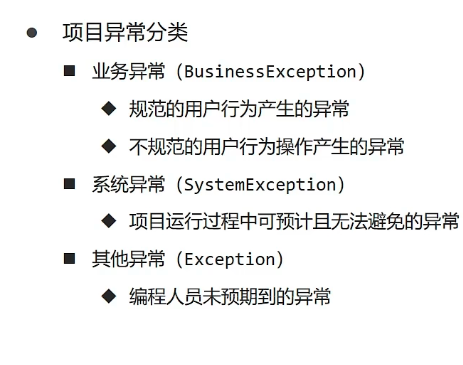 项目异常分类
业务异常（BusinessException）
规范的用户行为产生的异常
不规范的用户行为操作产生的异常
系统异常（SystemException）
项目运行过程中可预计且无法避免的异常
其他异常（Exception）
编程人员未预期到的异常